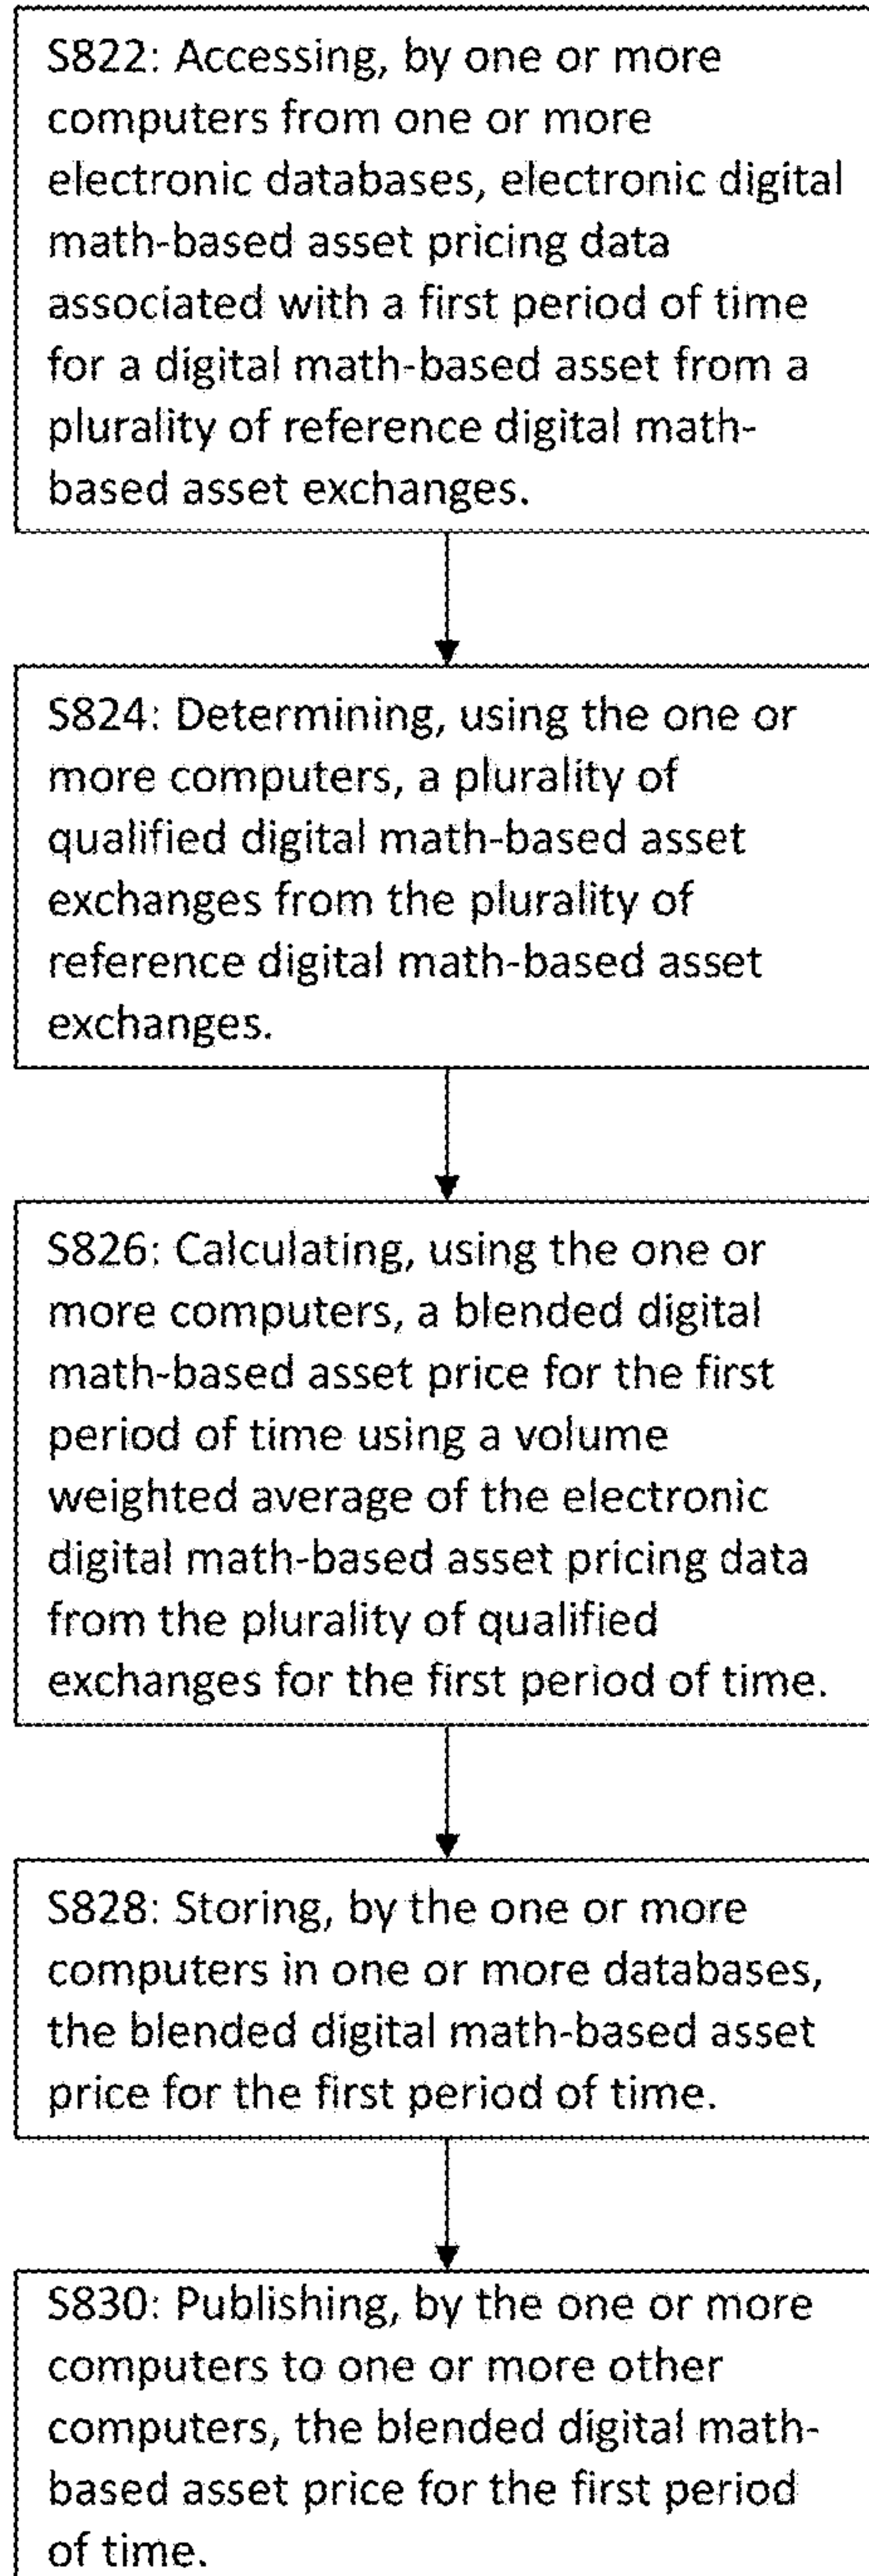 S822: Accessing, by one or more
computers from one or more
electronic databases, electronic digital
math-based asset pricing data
associated with a first period of time
for a digital math-based asset from a
plurality of reference digital math-
based asset exchanges.
S824: Determining, using the one or
more computers, a plurality of
qualified digital math-based asset
exchanges from the plurality of
reference digital math-based asset
exchanges.
S826: Calculating, using the one or
more computers, a blended digital
math-based asset price for the first
period of time using a volume
weighted average of the electronic
digital math-based asset pricing data
from the plurality of qualified
exchanges for the first period of time.
S828: Storing, by the one or more
computers in one or more databases,
the blended digital math-based asset
price for the first period of time.
S830: Publishing, by the one or more
computers to one or more other
computers, the blended digital math-
based asset price for the first period
of time.